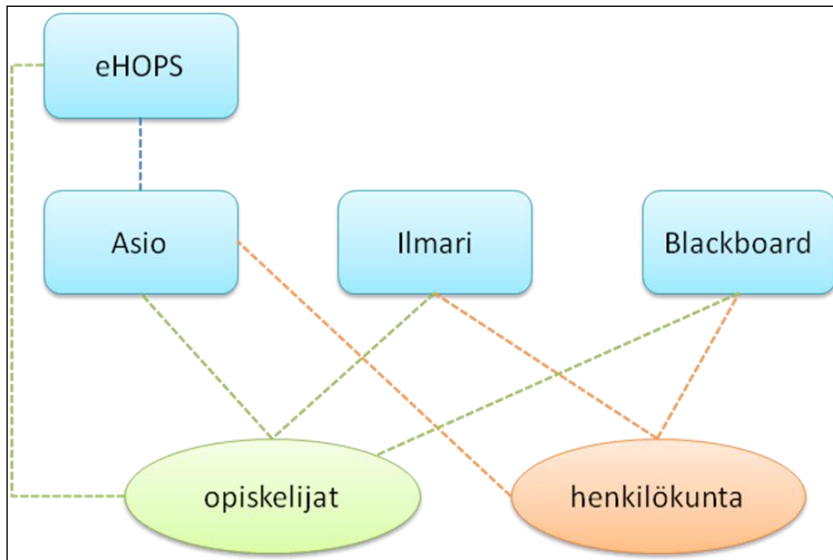 eHOPS
Asio
Ilmari
Blackboard
opiskelijat
henkilökunta